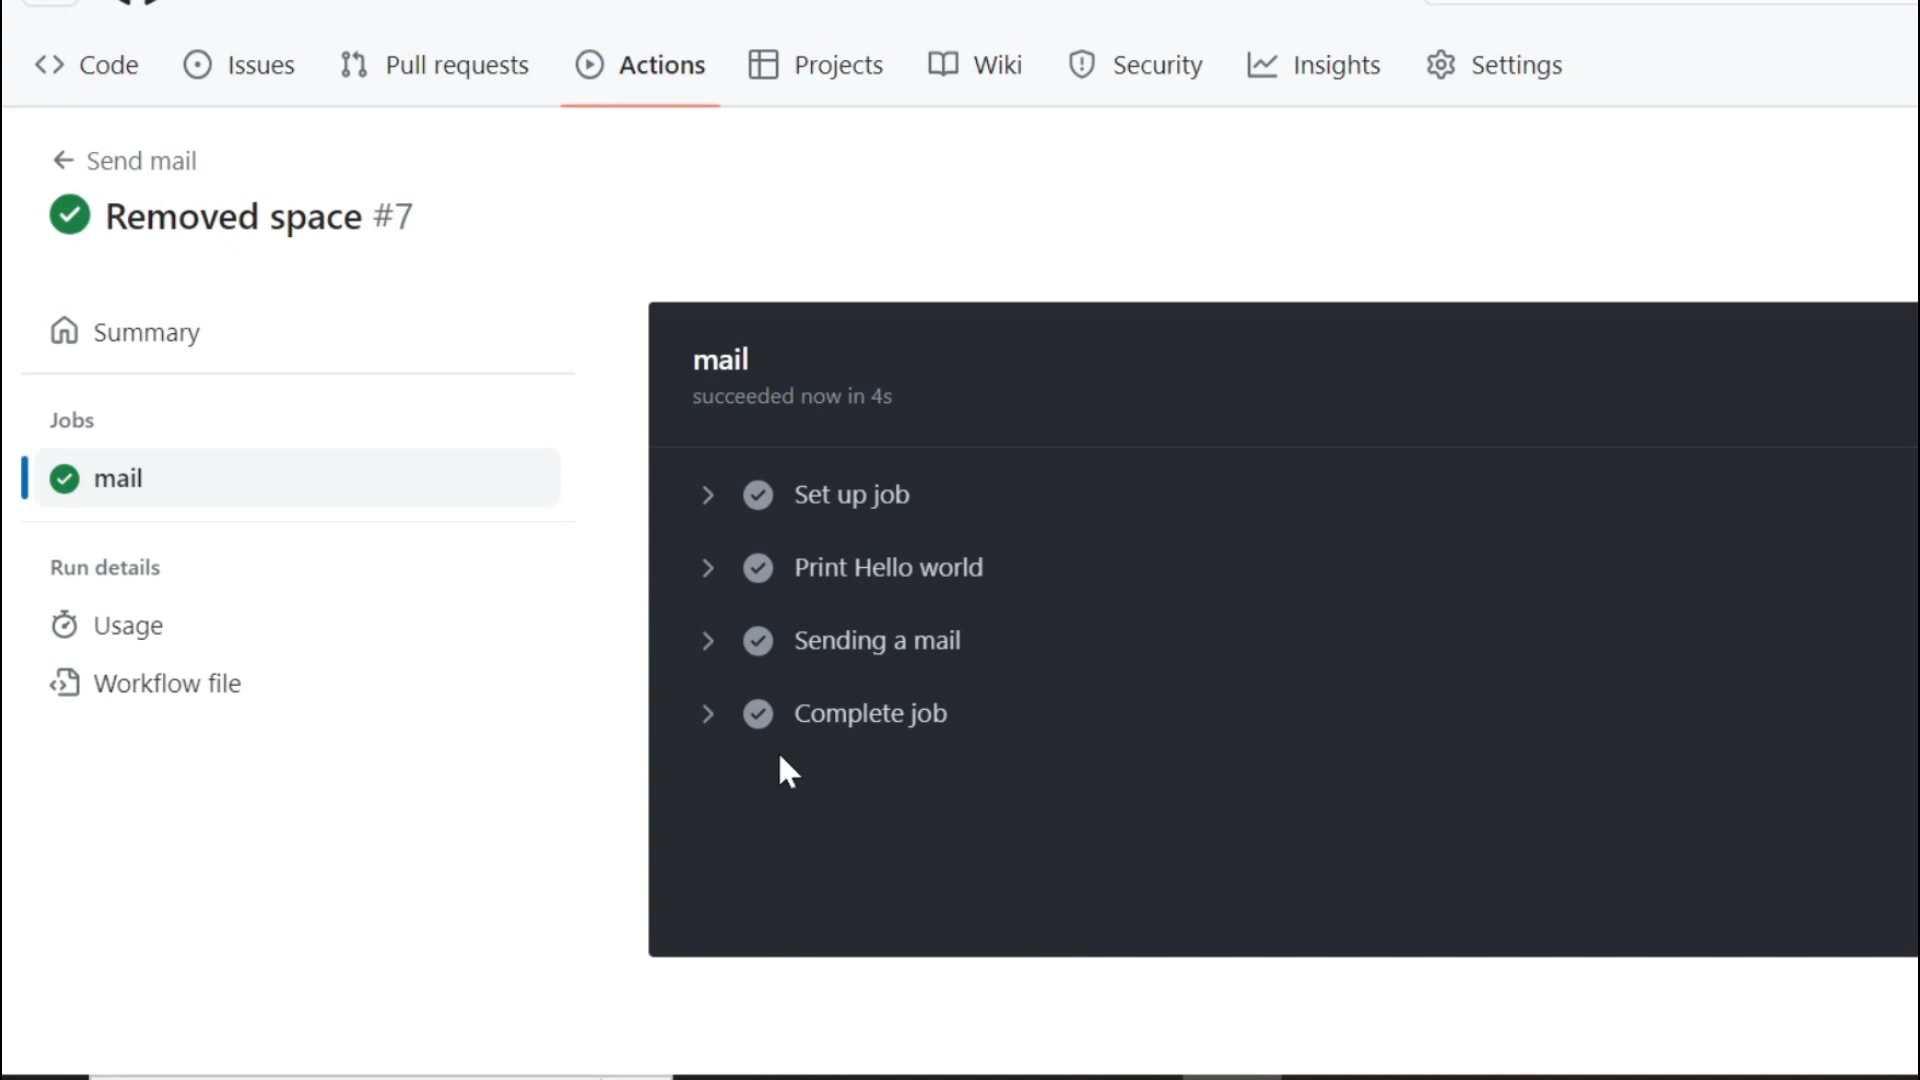 Code Issues Pull requests Actions Projects Wiki Security Insights Settings
Send mail
Removed space #7
Summary
Jobs
mail
Run details
Usage
Workflow file
mail
succeeded now in 4s
Set up job
Print Hello world
Sending a mail
Complete job